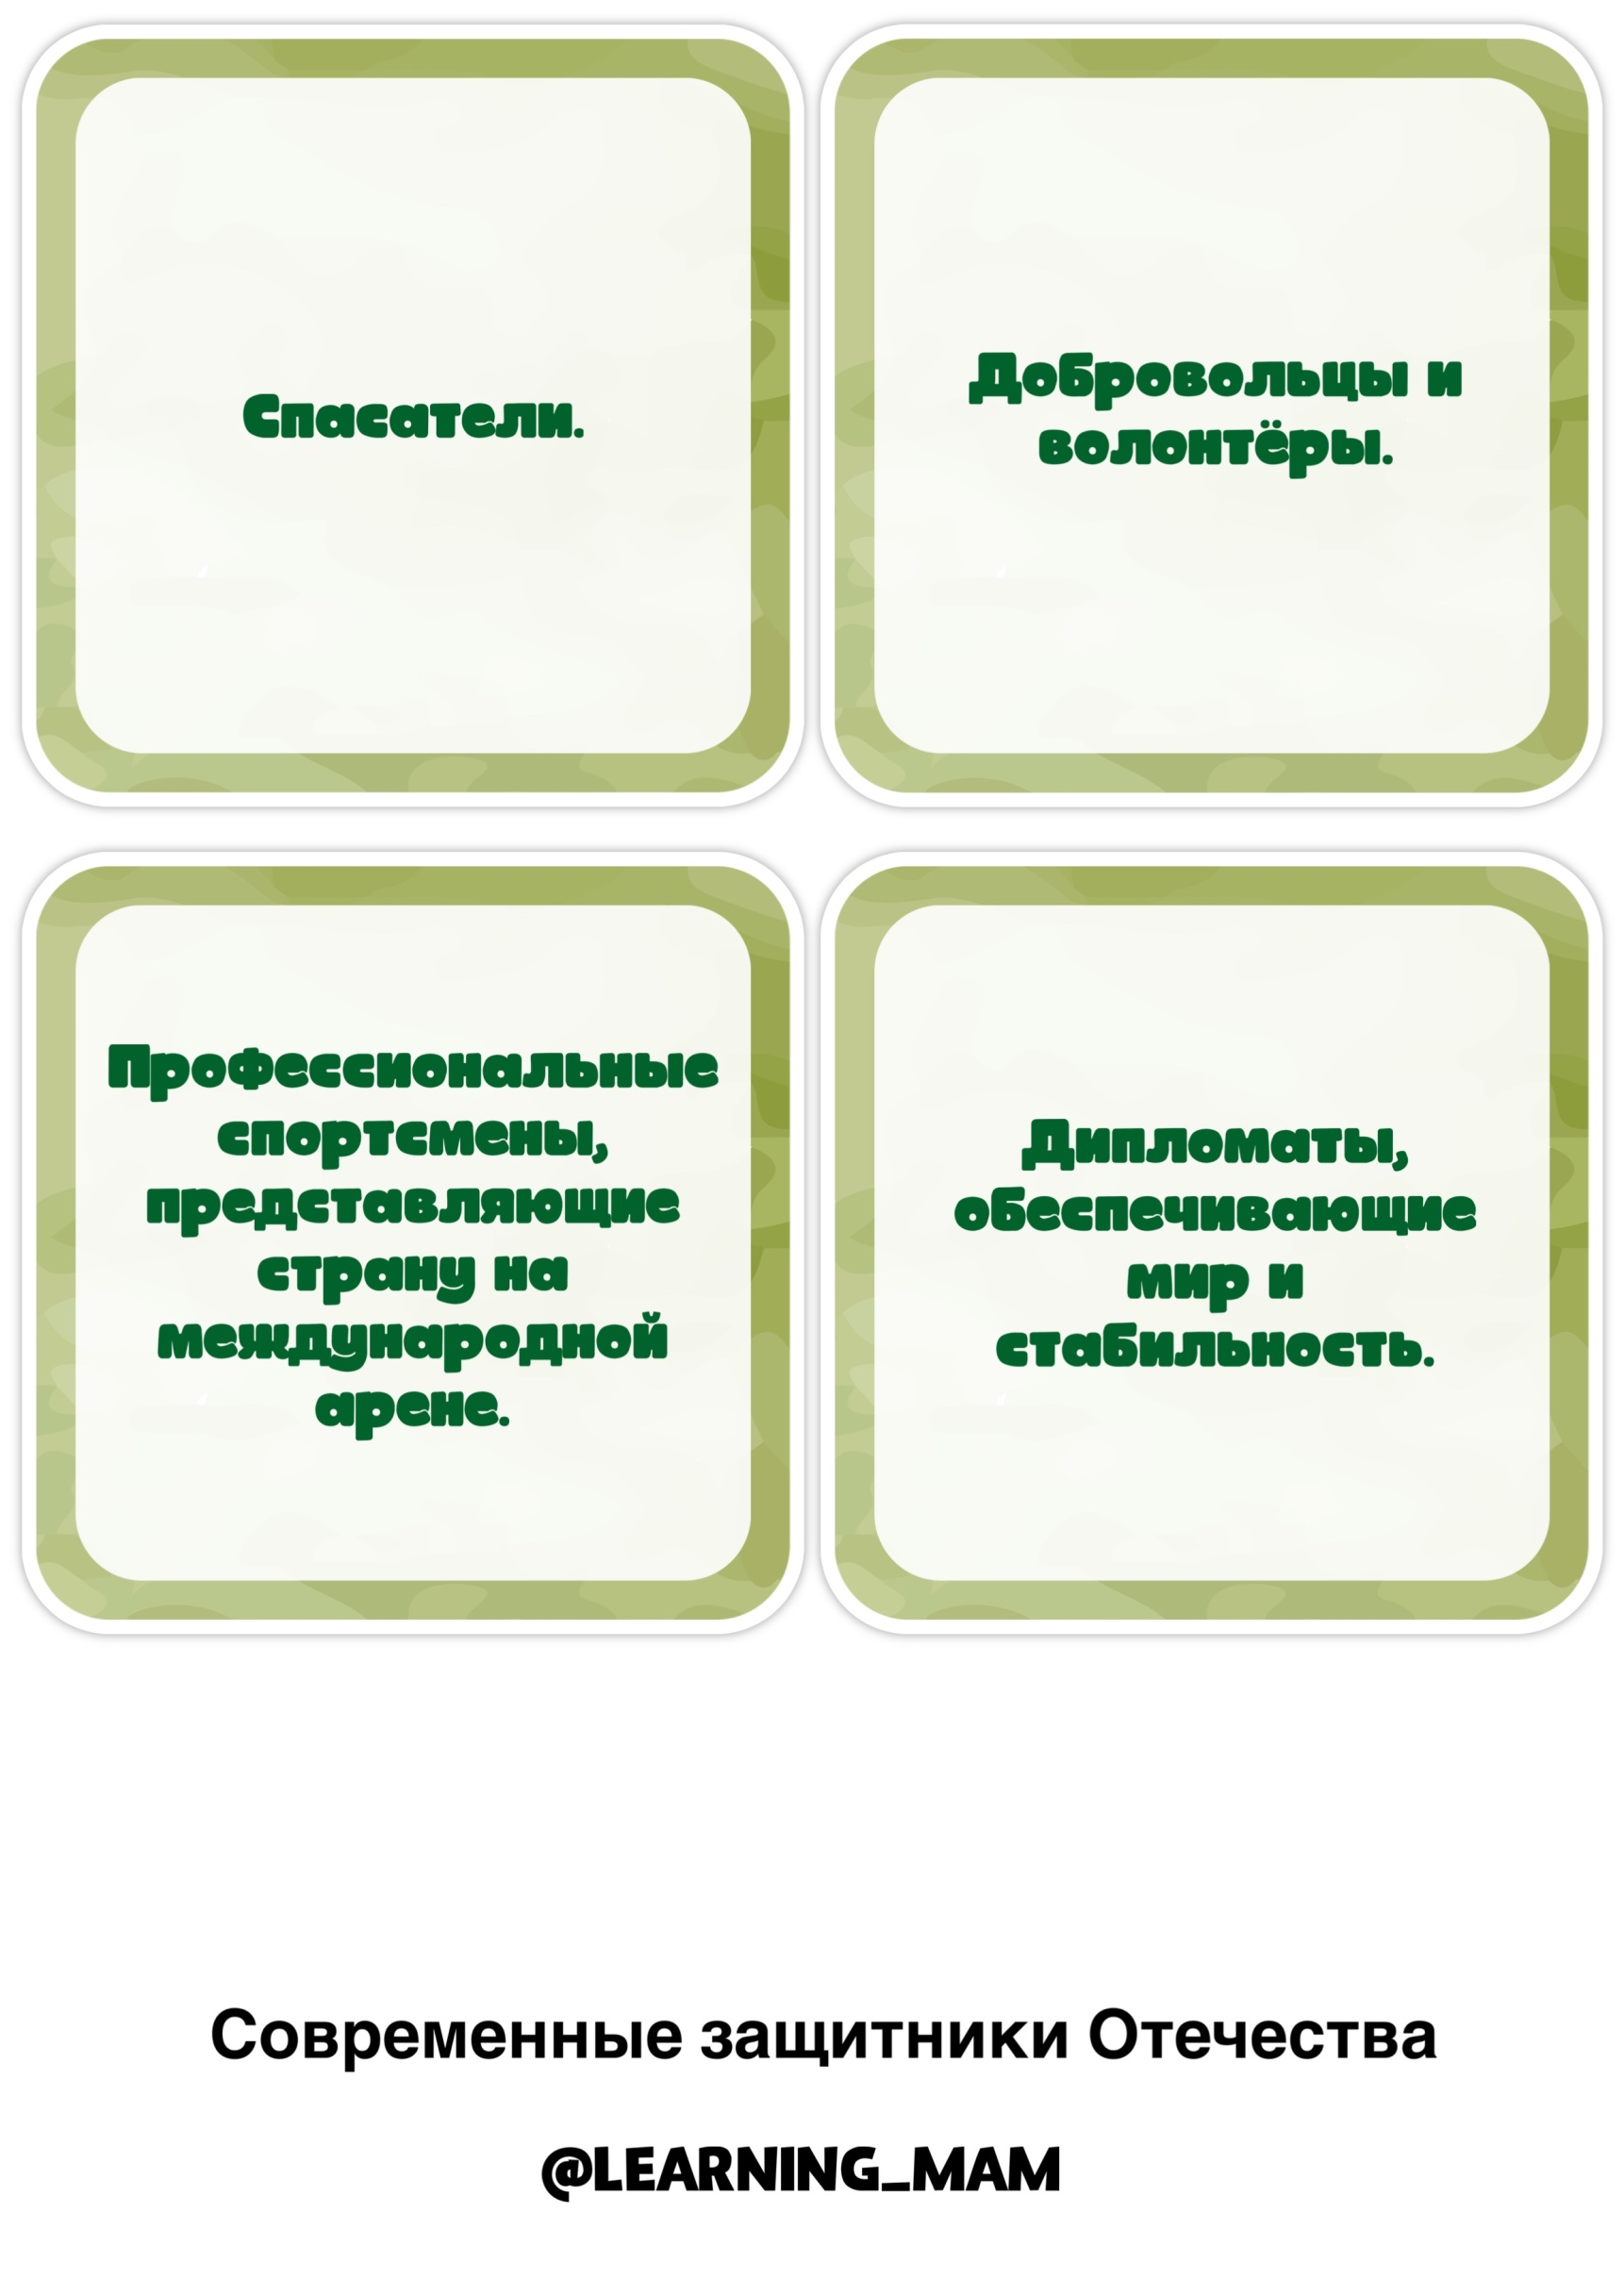 Спасатели.
Добровольцы и
волонтёры.
Профессиональные
спортсмены,
представляющие
страну на
международной
арене.
Дипломаты,
обеспечивающие
мир и
стабильность.
Современные защитники Отечества
@LEARNING_MAM